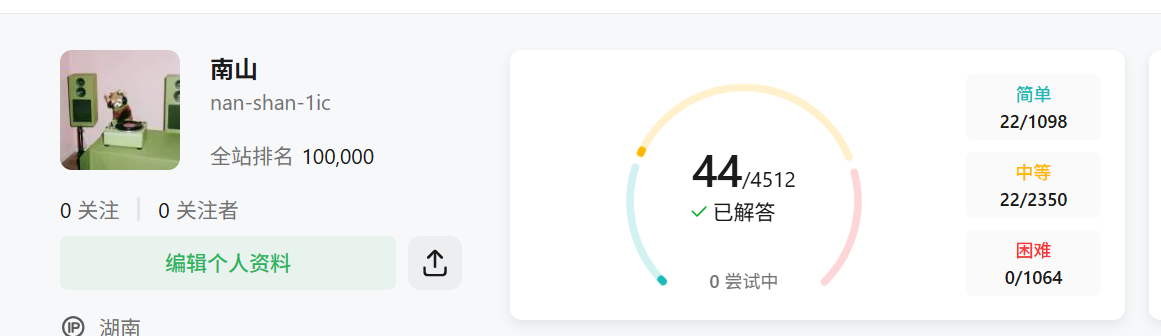 南山
nan-shan-1ic
全站排名 100,000
0 关注 0 关注者
编辑个人资料
IP 湖南
44/4512
已解答
0 尝试中
简单
22/1098
中等
22/2350
困难
0/1064